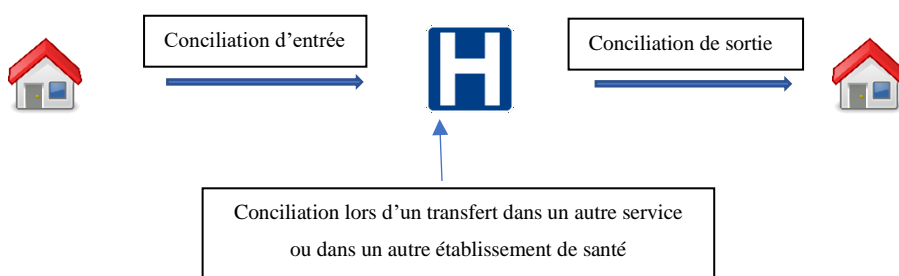 Conciliation d'entrée
H
Conciliation de sortie
Conciliation lors d'un transfert dans un autre service
ou dans un autre établissement de santé